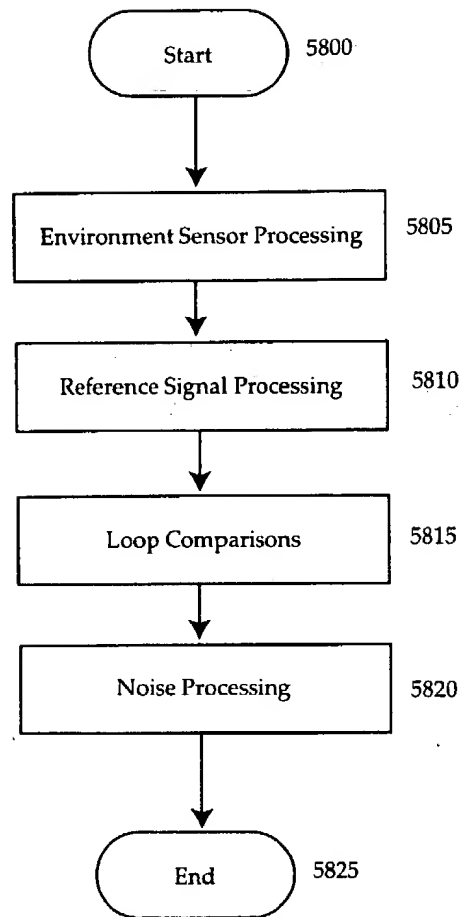 Start 5800
Environment Sensor Processing 5805
Reference Signal Processing 5810
Loop Comparisons 5815
Noise Processing 5820
End 5825